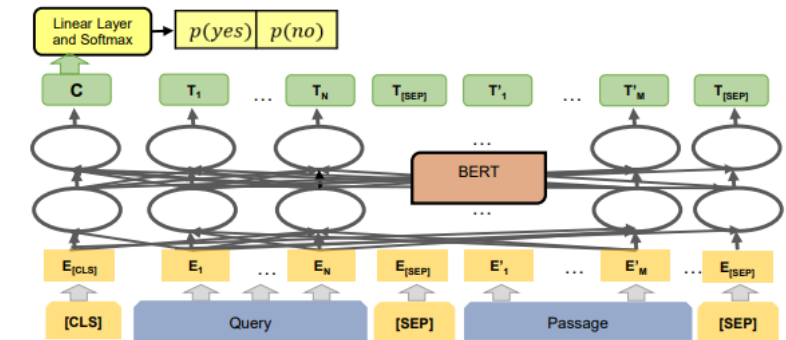 Linear Layer
and Softmax
p(yes) p(no)
C T1 ... TN T[SEP] T'1 ... T'M T[SEP]
...
BERT
...
E[CLS] E1 ... EN E[SEP] E'1 ... E'M ... E[SEP]
[CLS] Query [SEP] Passage [SEP]